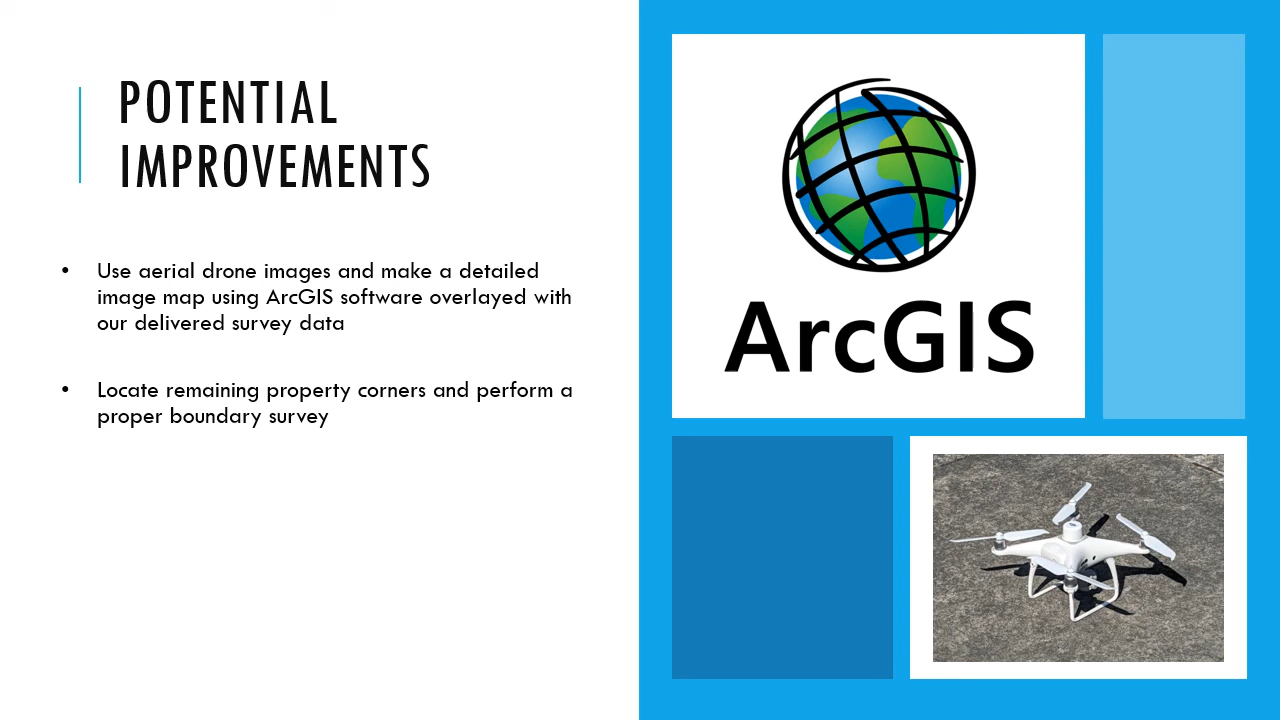 POTENTIAL
IMPROVEMENTS
• Use aerial drone images and make a detailed
image map using ArcGIS software overlayed with
our delivered survey data
• Locate remaining property corners and perform a
proper boundary survey
ArcGIS